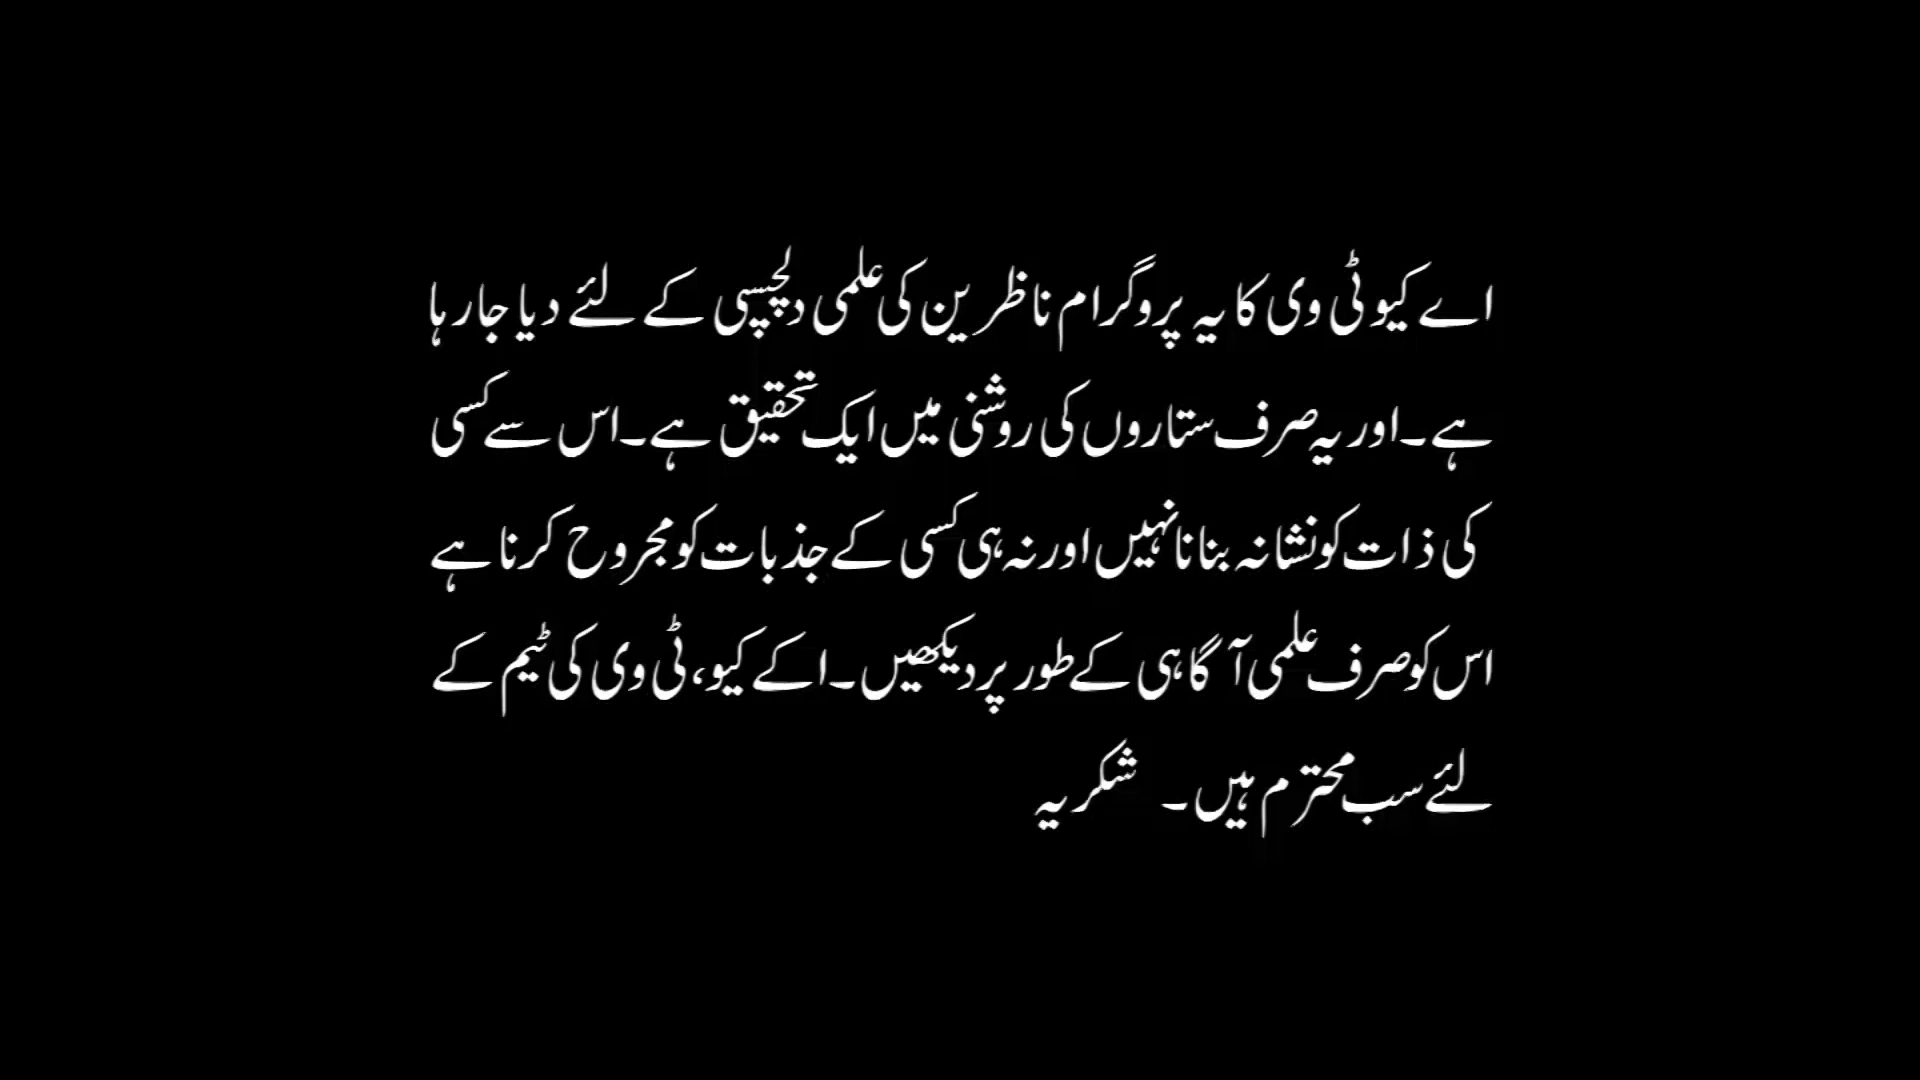 اے کیو ٹی وی کا یہ پروگرام ناظرین کی علمی دلچسپی کے لئے دیا جا رہا
ہے۔ اور یہ صرف ستاروں کی روشنی میں ایک تحقیق ہے۔ اس سے کسی
کی ذات کو نشانہ بنانا نہیں اور نہ ہی کسی کے جذبات کو مجروح کرنا ہے
اس کو صرف علمی آگاہی کے طور پر دیکھیں۔ اکے کیو، ٹی وی کی ٹیم کے
لئے سب محترم ہیں۔ شکریہ